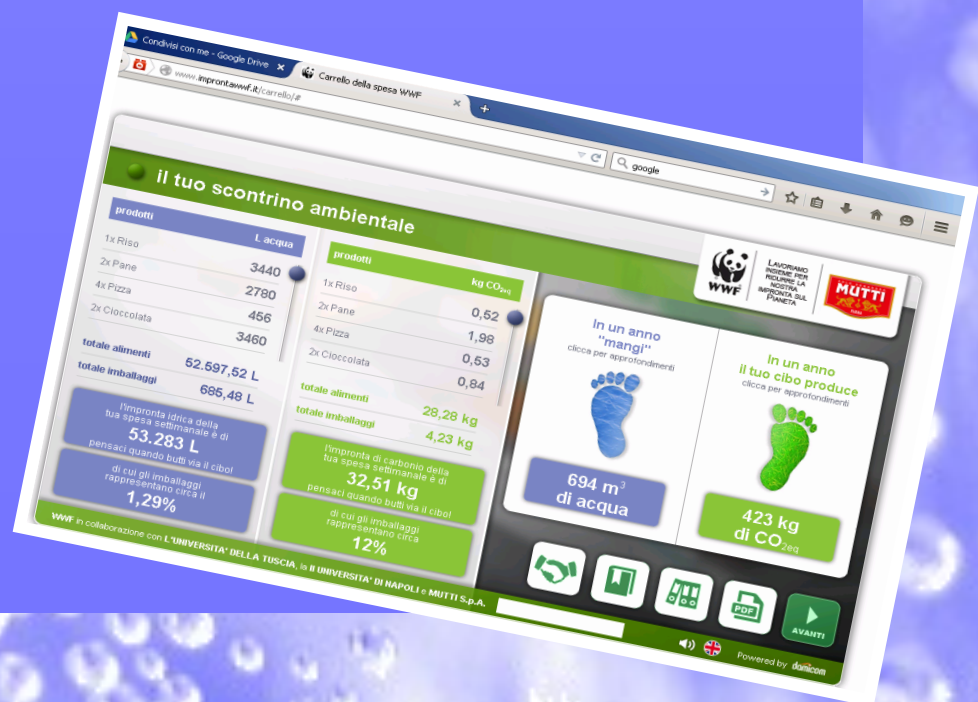 Condivisi con me - Google Drive
Carrello della spesa WWF
www.improntawwf.it/carrello/#
google
il tuo scontrino ambientale
prodotti L acqua
1x Riso 3440
2x Pane 2780
4x Pizza 456
2x Cioccolata 3460
totale alimenti 52.597,52 L
totale imballaggi 685,48 L
l'impronta idrica della
tua spesa settimanale è di
53.283 L
pensaci quando butti via il cibo!
di cui gli imballaggi
rappresentano circa il
1,29%
prodotti kg CO2eq
1x Riso 0,52
2x Pane 1,98
4x Pizza 0,53
2x Cioccolata 0,84
totale alimenti 28,28 kg
totale imballaggi 4,23 kg
l'impronta di carbonio della
tua spesa settimanale è di
32,51 kg
pensaci quando butti via il cibo!
di cui gli imballaggi
rappresentano circa
12%
WWF
LAVORIAMO
INSIEME PER
RIDURRE LA
NOSTRA
IMPRONTA SUL
PIANETA
MUTTI
In un anno
"mangi"
clicca per approfondimenti
694 m³
di acqua
In un anno
il tuo cibo produce
clicca per approfondimenti
423 kg
di CO2eq
PDF
AVANTI
WWF in collaborazione con L'UNIVERSITA' DELLA TUSCIA, la II UNIVERSITA' DI NAPOLI e MUTTI S.p.A.
Powered by damicom